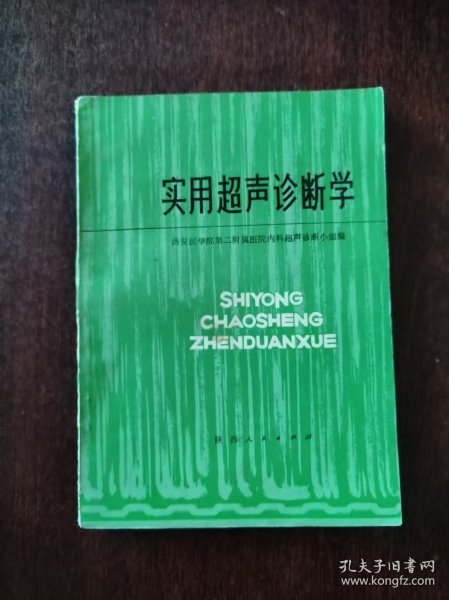 实用超声诊断学
西安医学院第二附属医院内科超声诊断小组编
SHIYONG
CHAOSHENG
ZHENDUANXUE
陕西人民出版社
孔夫子旧书网
www.kongfz.com